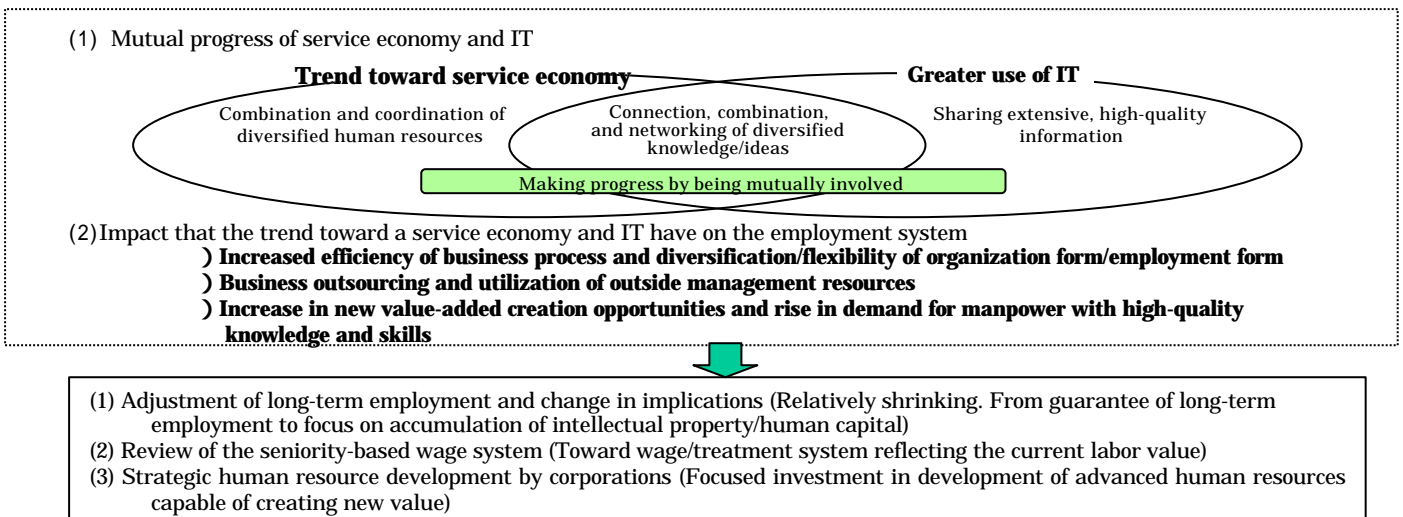 (1) Mutual progress of service economy and IT
Trend toward service economy
Greater use of IT
Combination and coordination of
diversified human resources
Connection, combination,
and networking of diversified
knowledge/ideas
Sharing extensive, high-quality
information
Making progress by being mutually involved
(2)Impact that the trend toward a service economy and IT have on the employment system
) Increased efficiency of business process and diversification/flexibility of organization form/employment form
) Business outsourcing and utilization of outside management resources
) Increase in new value-added creation opportunities and rise in demand for manpower with high-quality
knowledge and skills
(1) Adjustment of long-term employment and change in implications (Relatively shrinking. From guarantee of long-term
employment to focus on accumulation of intellectual property/human capital)
(2) Review of the seniority-based wage system (Toward wage/treatment system reflecting the current labor value)
(3) Strategic human resource development by corporations (Focused investment in development of advanced human resources
capable of creating new value)